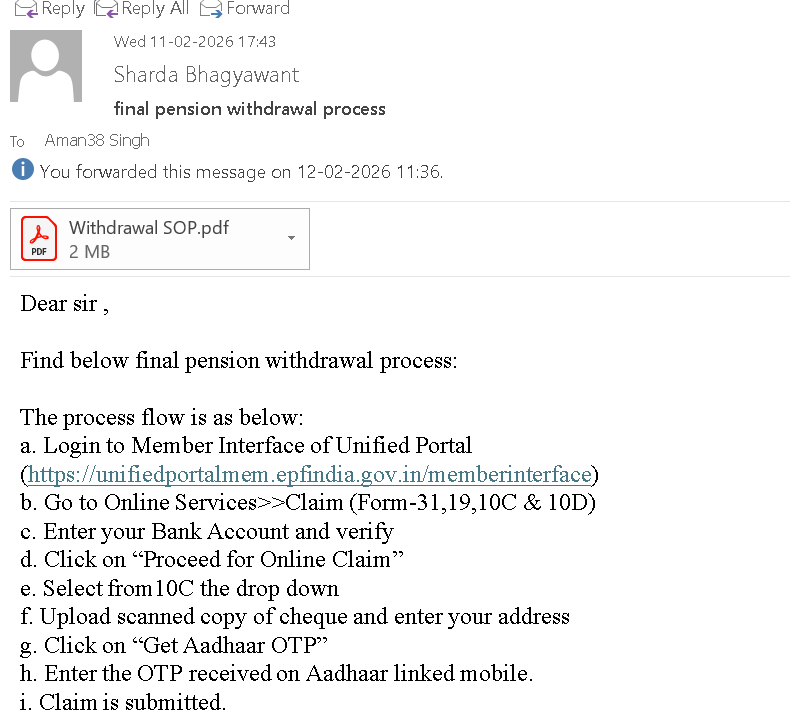 Reply Reply All Forward
Wed 11-02-2026 17:43
Sharda Bhagyawant
final pension withdrawal process
To Aman38 Singh
i You forwarded this message on 12-02-2026 11:36.
Withdrawal SOP.pdf
PDF 2 MB
Dear sir ,
Find below final pension withdrawal process:
The process flow is as below:
a. Login to Member Interface of Unified Portal
(https://unifiedportalmem.epfindia.gov.in/memberinterface)
b. Go to Online Services>>Claim (Form-31,19,10C & 10D)
c. Enter your Bank Account and verify
d. Click on “Proceed for Online Claim”
e. Select from10C the drop down
f. Upload scanned copy of cheque and enter your address
g. Click on “Get Aadhaar OTP”
h. Enter the OTP received on Aadhaar linked mobile.
i. Claim is submitted.